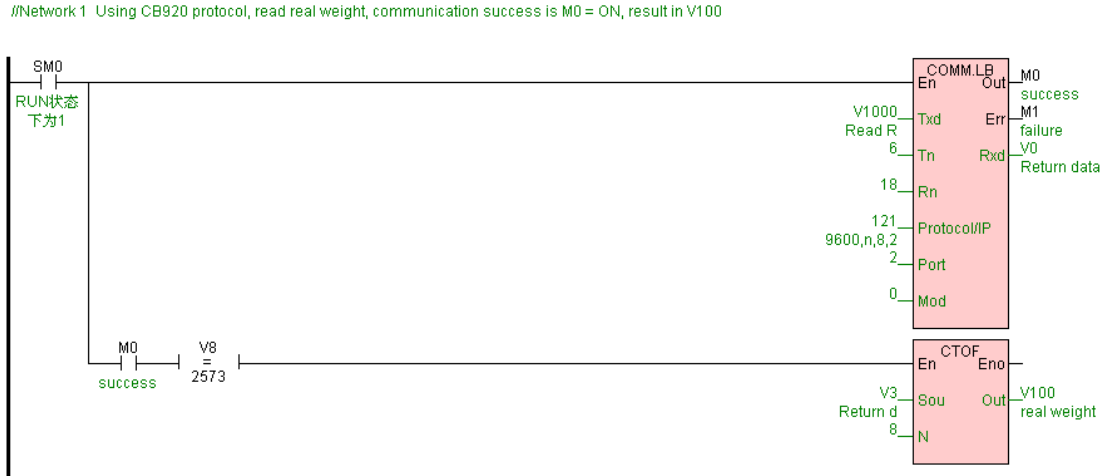 //Network 1 Using CB920 protocol, read real weight, communication success is M0 = ON, result in V100
SM0
RUN状态
下为1
COMM.LB
En
Out
M0
success
V1000
Read R
Txd
Err
M1
failure
6
Tn
Rxd
V0
Return data
18
Rn
121
9600,n,8,2
Protocol/IP
2
Port
0
Mod
M0
success
V8
=
2573
CTOF
En
Eno
V3
Return d
Sou
Out
V100
real weight
8
N